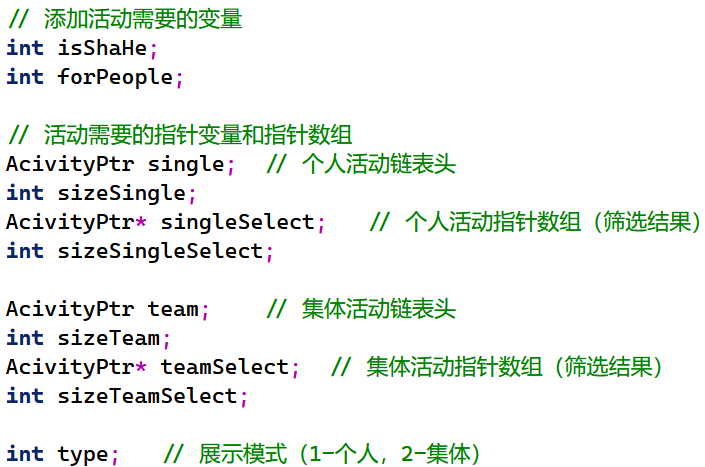 // 添加活动需要的变量
int isShaHe;
int forPeople;
// 活动需要的指针变量和指针数组
AcivityPtr single;  // 个人活动链表头
int sizeSingle;
AcivityPtr* singleSelect;   // 个人活动指针数组（筛选结果）
int sizeSingleSelect;
AcivityPtr team;    // 集体活动链表头
int sizeTeam;
AcivityPtr* teamSelect;  // 集体活动指针数组（筛选结果）
int sizeTeamSelect;
int type;   // 展示模式（1-个人，2-集体）